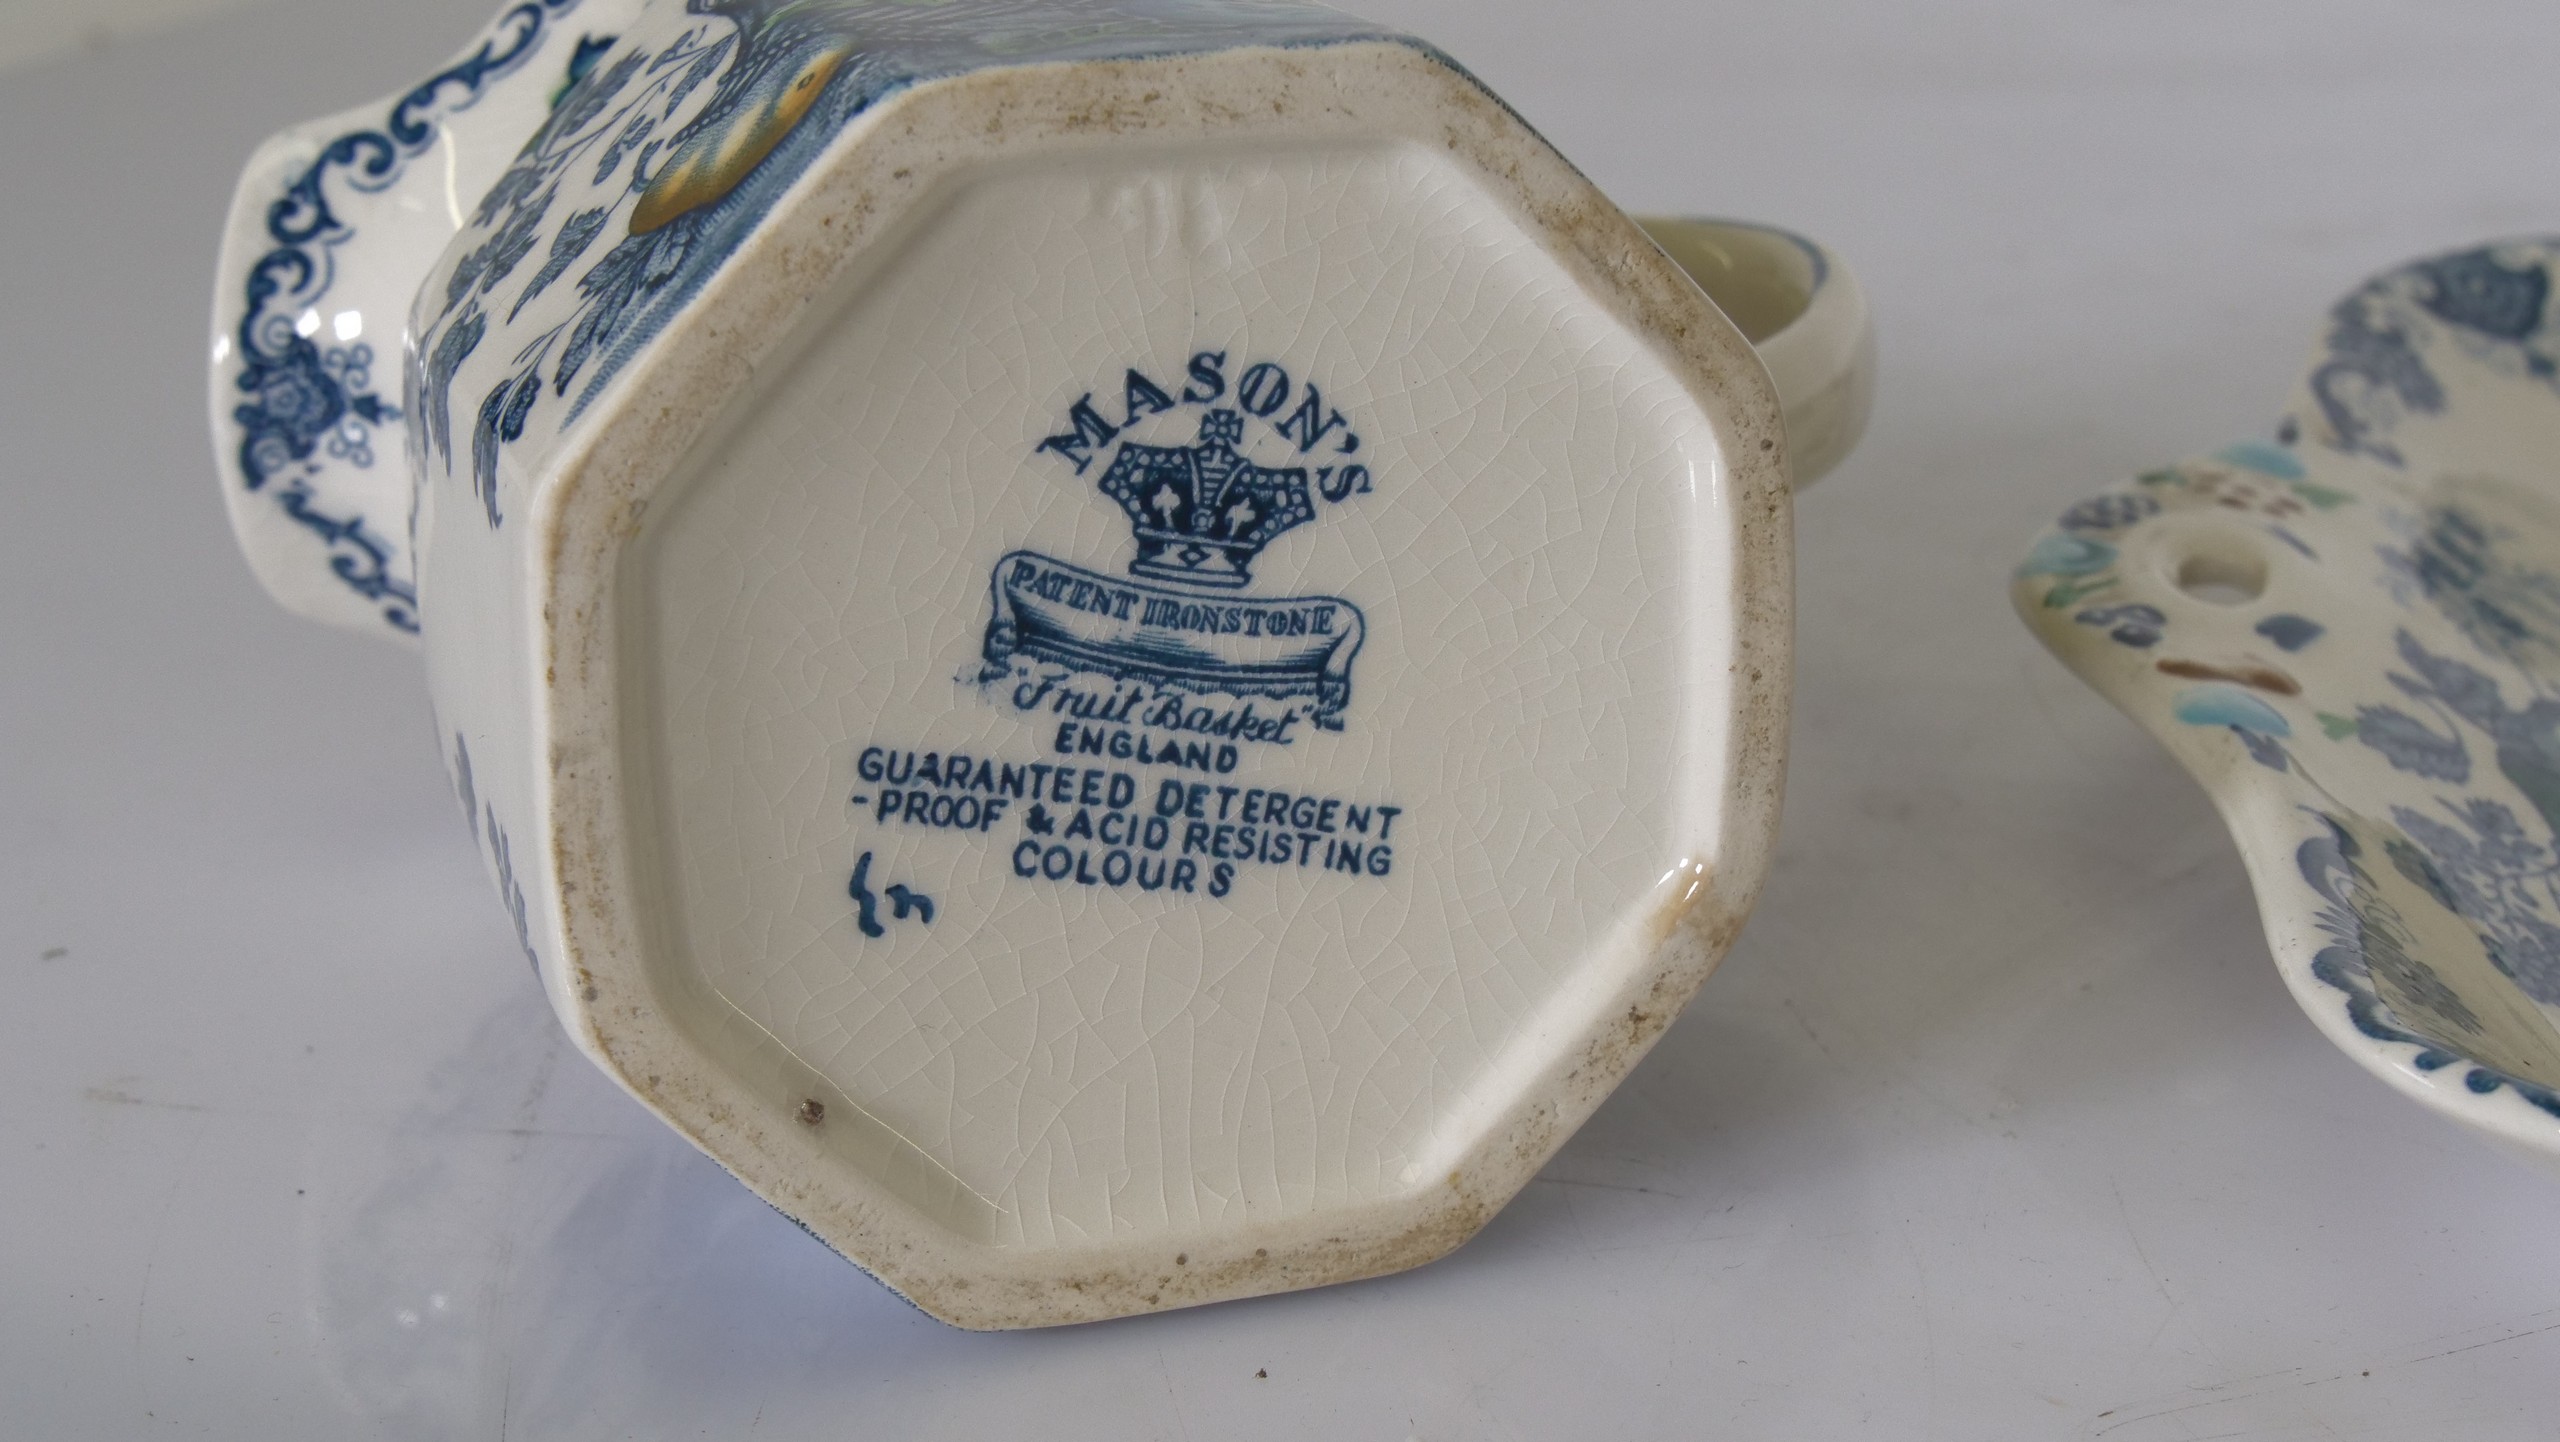 MASON'S
PATENT IRONSTONE
"Fruit Basket"
ENGLAND
GUARANTEED DETERGENT
-PROOF & ACID RESISTING
COLOURS